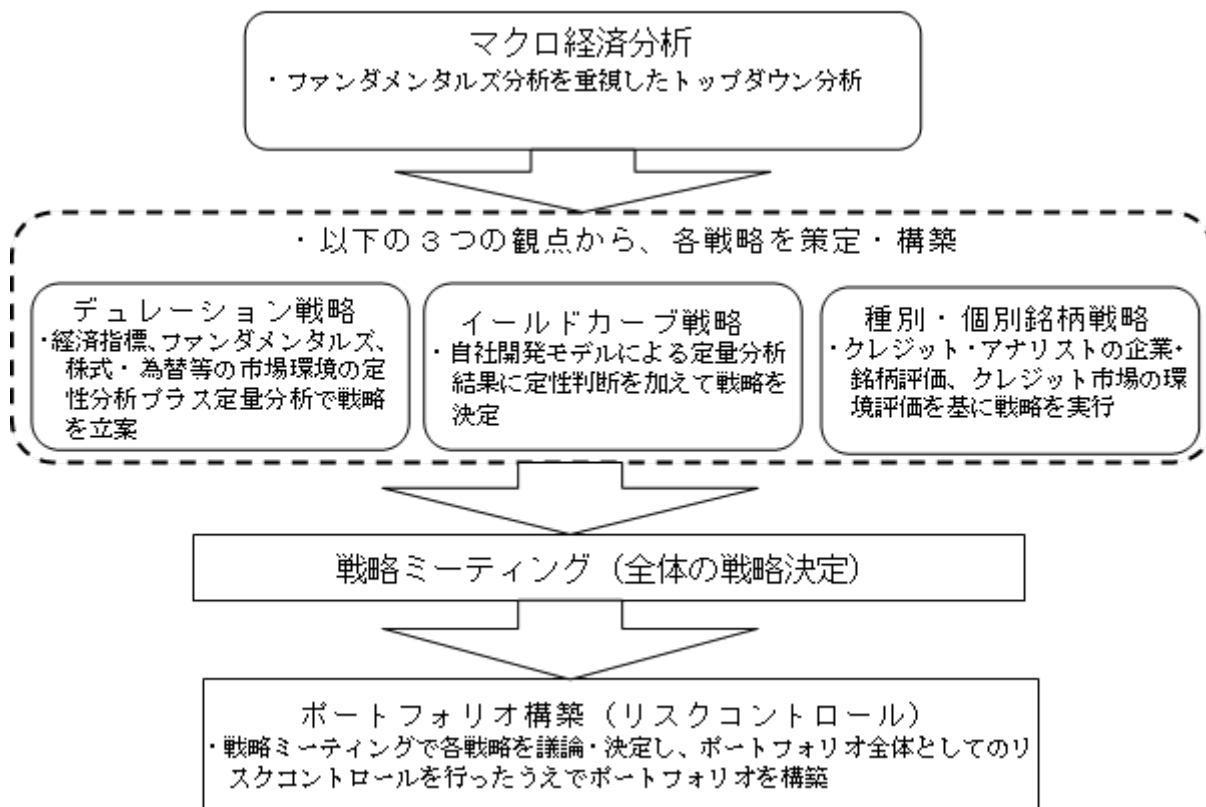 マクロ経済分析
・ファンダメンタルズ分析を重視したトップダウン分析
・以下の３つの観点から、各戦略を策定・構築
デュレーション戦略
・経済指標、ファンダメンタルズ、
株式・為替等の市場環境の定
性分析プラス定量分析で戦略
を立案
イールドカーブ戦略
・自社開発モデルによる定量分析
結果に定性判断を加えて戦略を
決定
種別・個別銘柄戦略
・クレジット・アナリストの企業・
銘柄評価、クレジット市場の環
境評価を基に戦略を実行
戦略ミーティング（全体の戦略決定）
ポートフォリオ構築（リスクコントロール）
・戦略ミーティングで各戦略を議論・決定し、ポートフォリオ全体としてのリ
スクコントロールを行ったうえでポートフォリオを構築